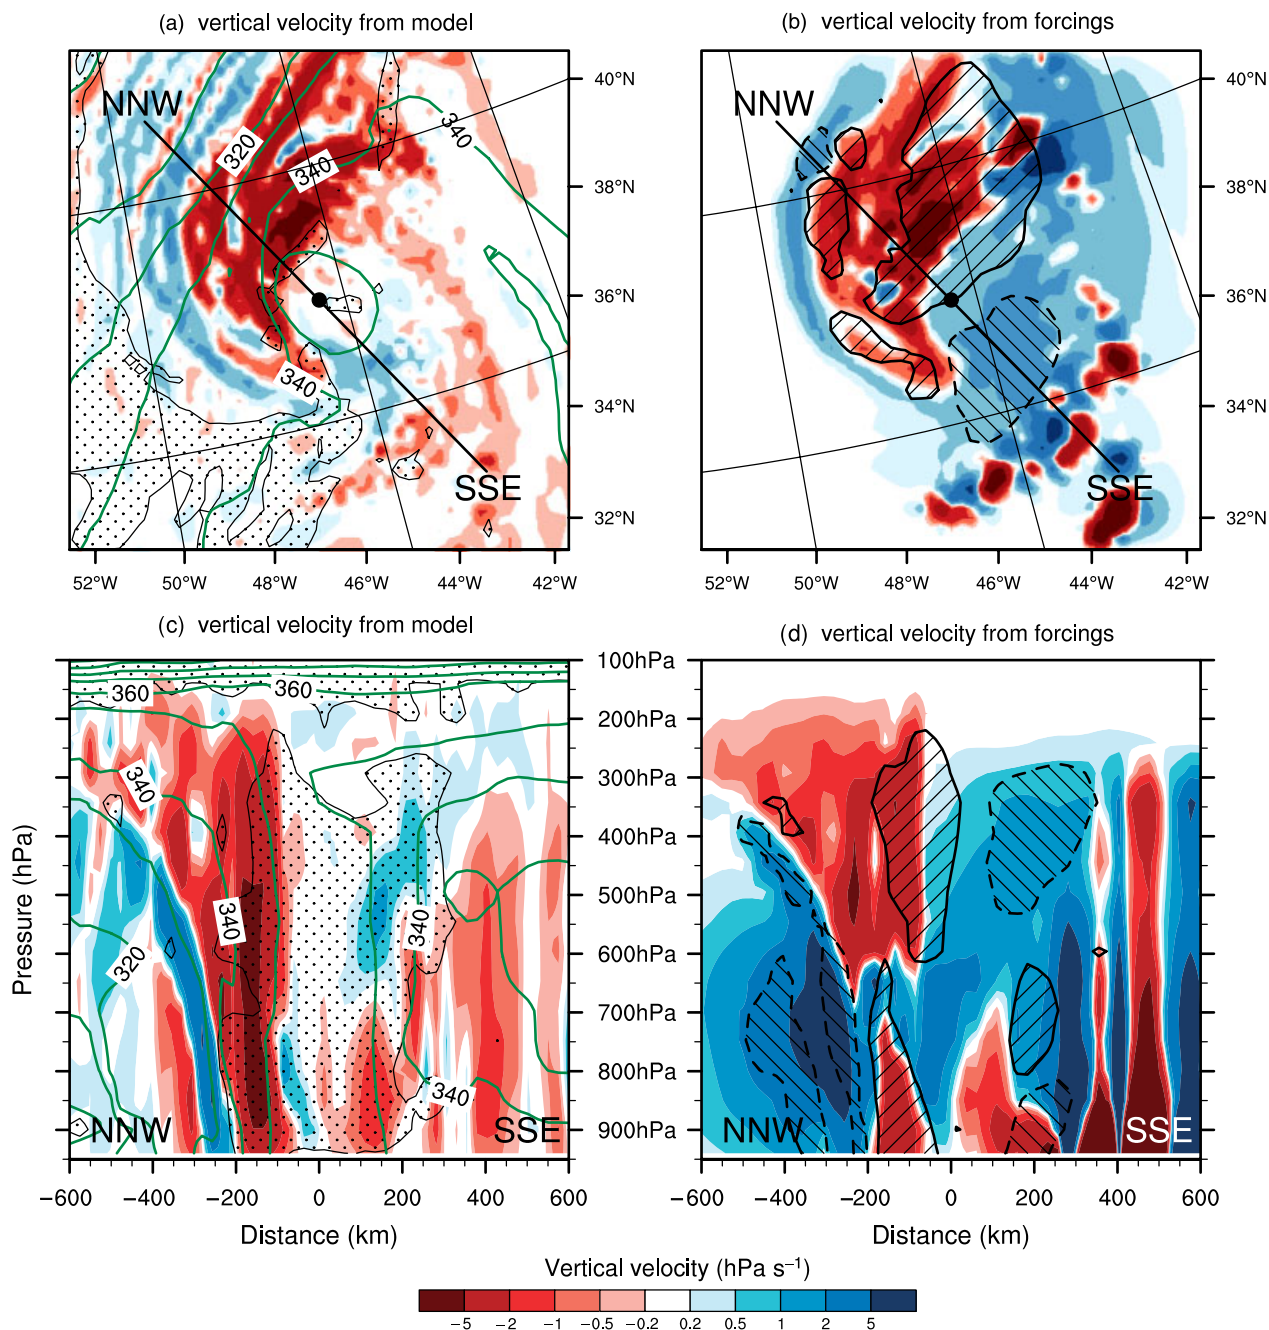 (a) vertical velocity from model
(b) vertical velocity from forcings
NNW
320
340
340
340
SSE
40°N
38°N
36°N
34°N
32°N
52°W
50°W
48°W
46°W
44°W
42°W
NNW
SSE
40°N
38°N
36°N
34°N
32°N
52°W
50°W
48°W
46°W
44°W
42°W
(c) vertical velocity from model
(d) vertical velocity from forcings
Pressure (hPa)
360
360
340
340
340
320
340
NNW
SSE
100hPa
200hPa
300hPa
400hPa
500hPa
600hPa
700hPa
800hPa
900hPa
NNW
SSE
−600
−400
−200
0
200
400
600
Distance (km)
−600
−400
−200
0
200
400
600
Distance (km)
Vertical velocity (hPa s⁻¹)
−5
−2
−1
−0.5
−0.2
0.2
0.5
1
2
5